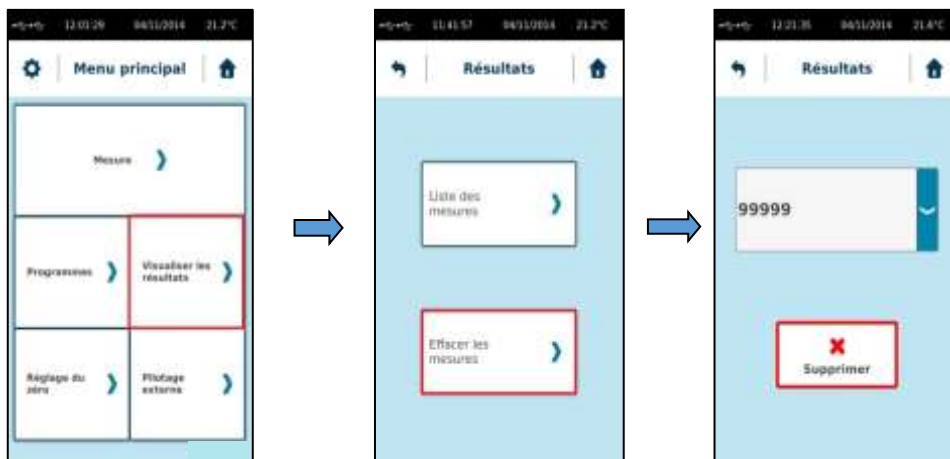 12:01:29 04/11/2014 21.2°C
Menu principal
Mesure
Programmes
Visualiser les
résultats
Réglage du
zéro
Pilotage
externe
11:41:57 04/11/2014 21.2°C
Résultats
Liste des
mesures
Effacer les
mesures
12:21:35 04/11/2014 21.6°C
Résultats
99999
Supprimer